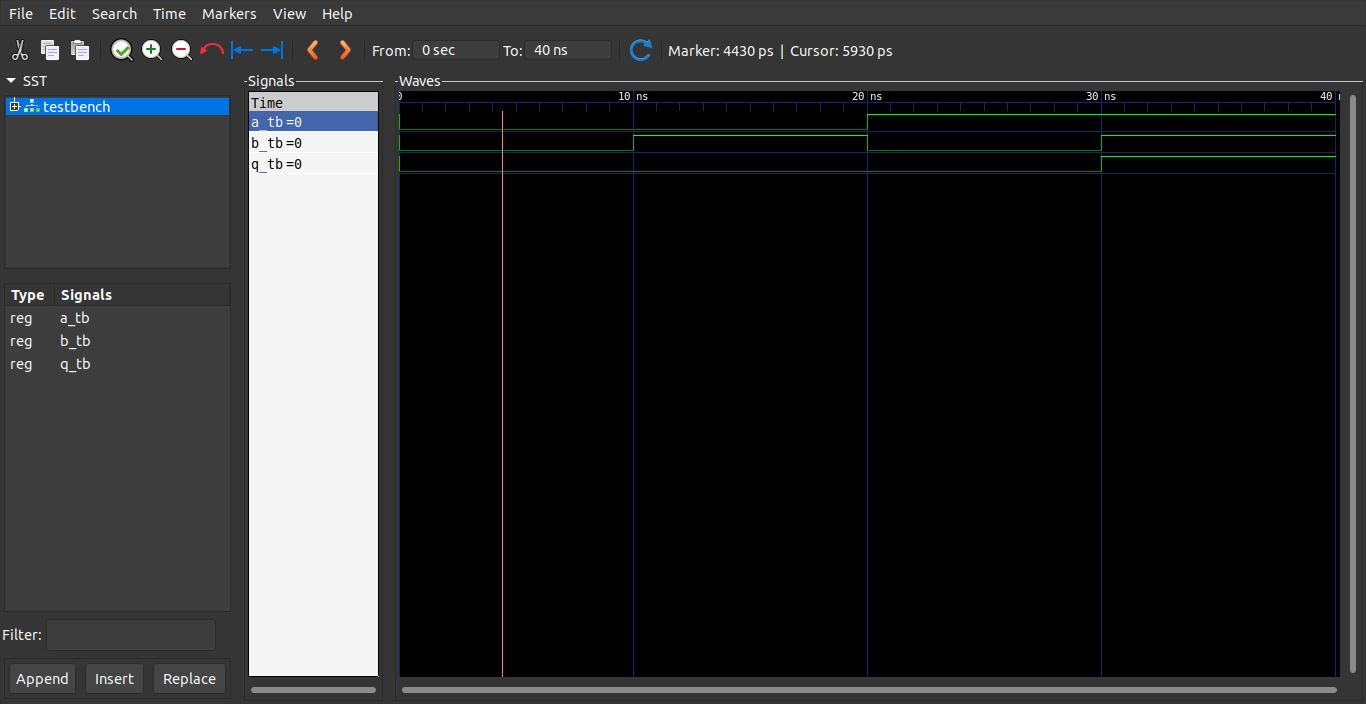 File Edit Search Time Markers View Help
From: 0 sec To: 40 ns Marker: 4430 ps | Cursor: 5930 ps
SST
testbench
Type Signals
reg a_tb
reg b_tb
reg q_tb
Filter:
Append Insert Replace
Signals
Time
a_tb=0
b_tb=0
q_tb=0
Waves
0 10 ns 20 ns 30 ns 40